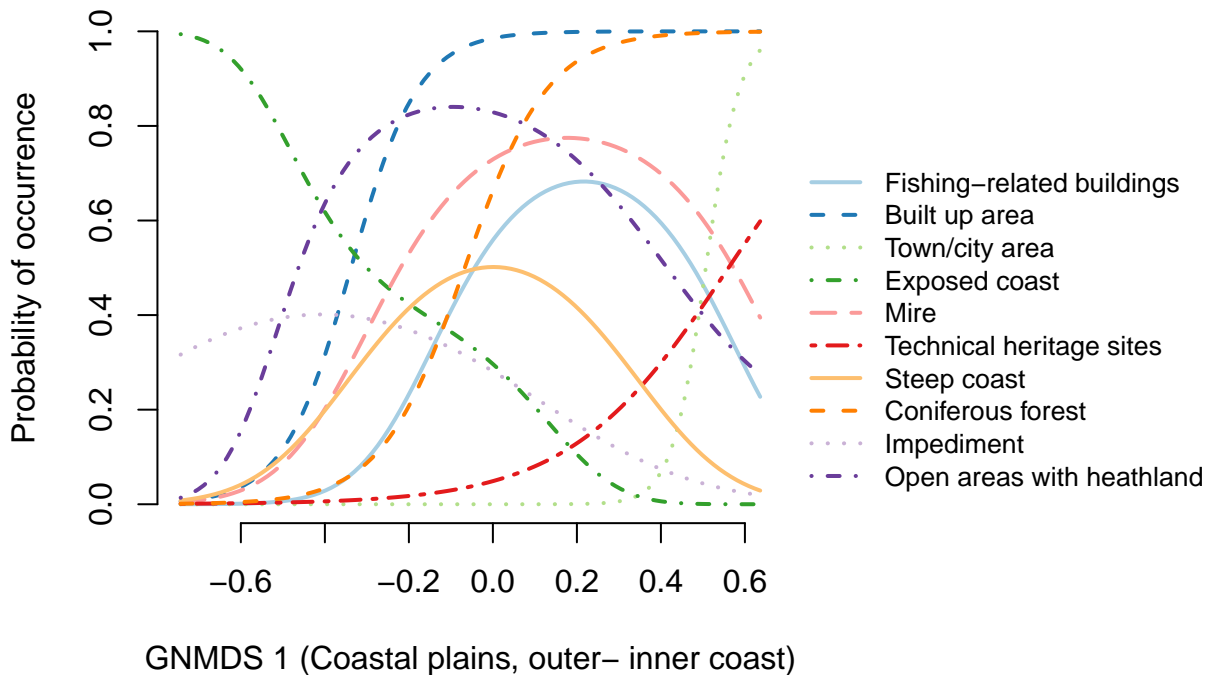 Probability of occurrence
1.0
0.8
0.6
0.4
0.2
0.0
−0.6
−0.2
0.0
0.2
0.4
0.6
GNMDS 1 (Coastal plains, outer− inner coast)
Fishing−related buildings
Built up area
Town/city area
Exposed coast
Mire
Technical heritage sites
Steep coast
Coniferous forest
Impediment
Open areas with heathland